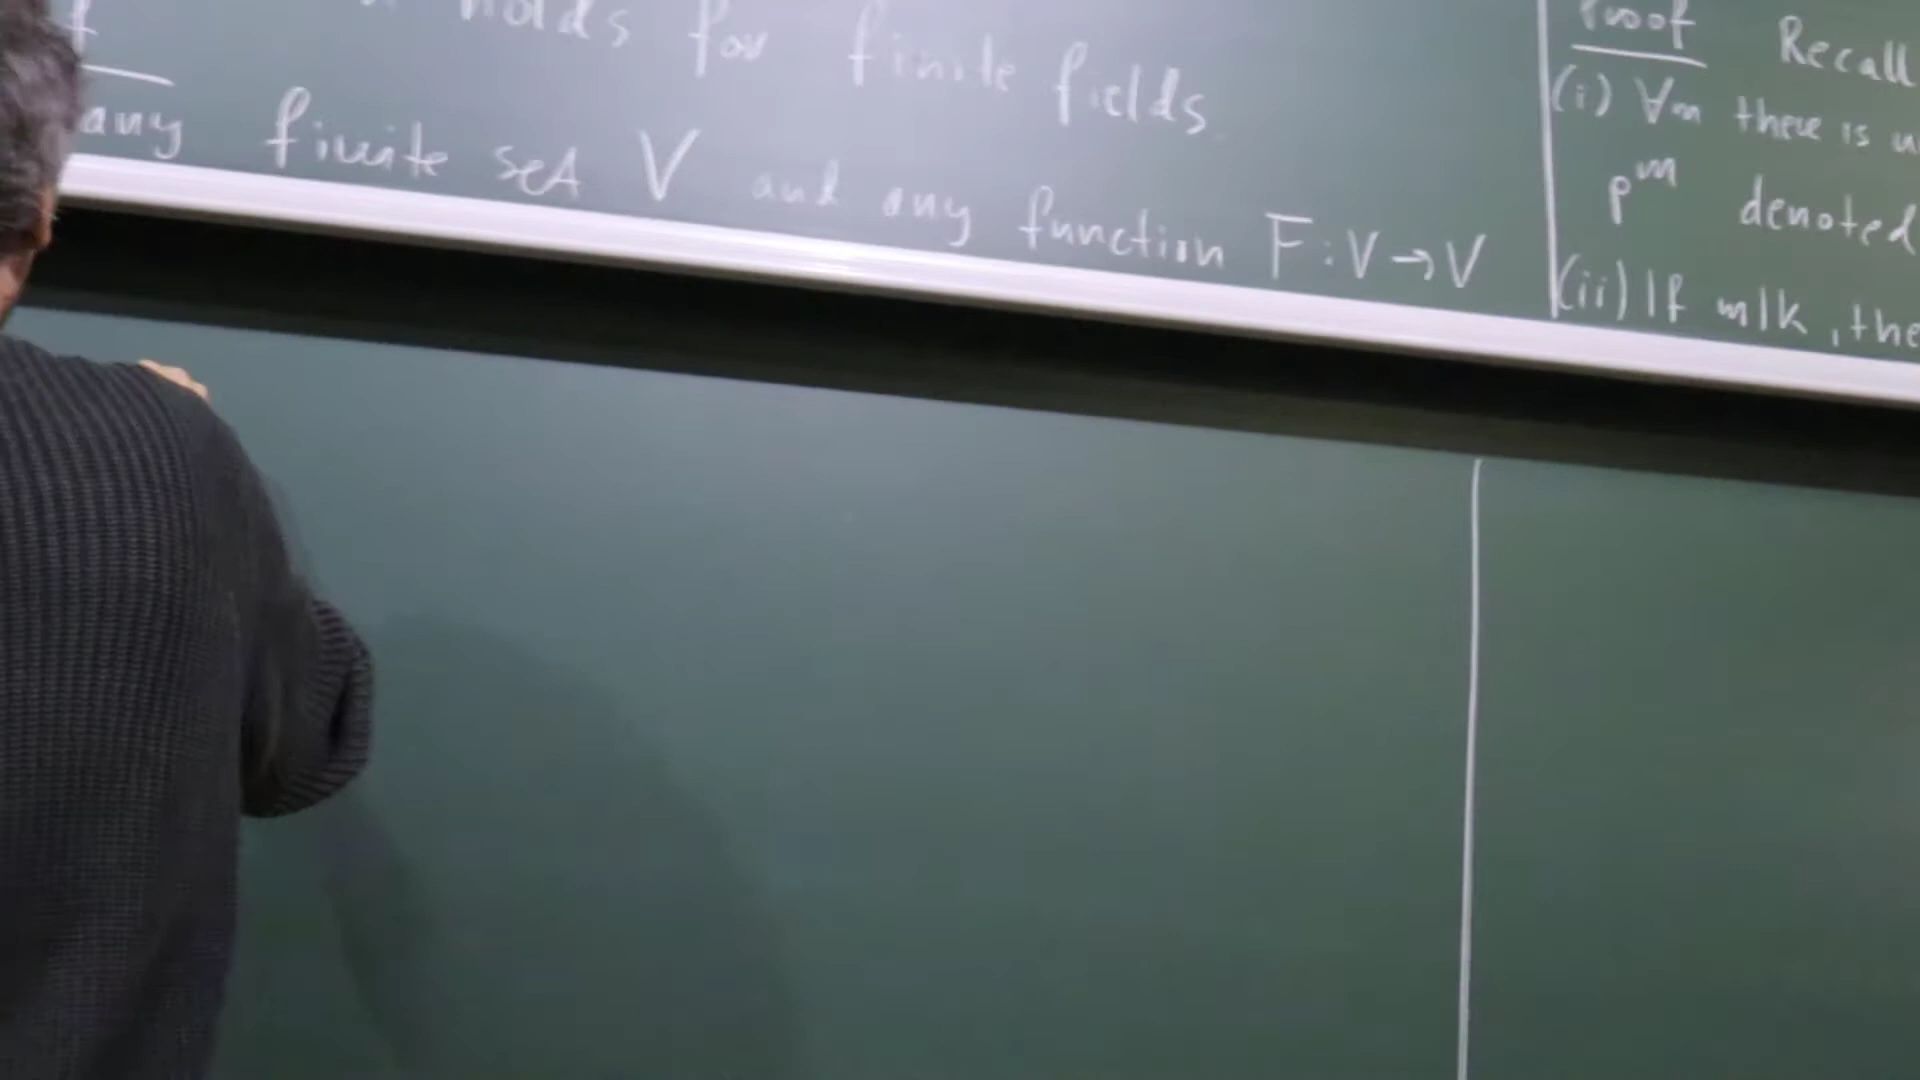 holds for finite fields.
any finite set V and any function F : V → V
Proof Recall
(i) ∀m there is
p^m denoted
(ii) If m|k, the